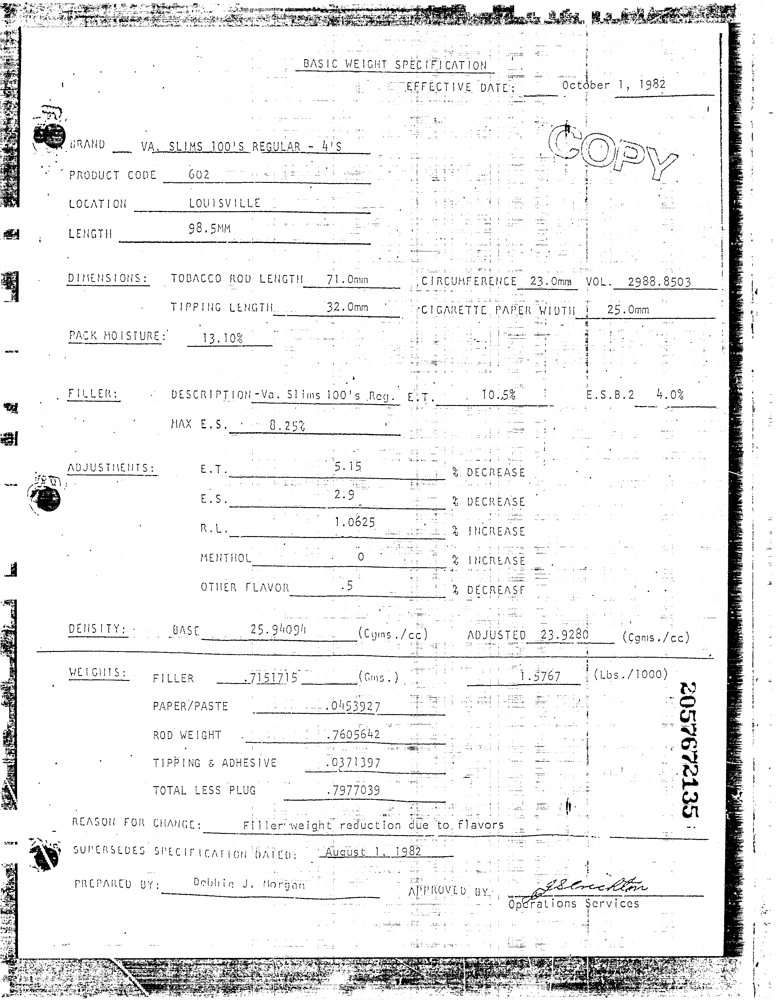 BASIC WEIGHT SPECIFICATION
EFFECTIVE DATE: October 1, 1982
COPY
BRAND VA. SLIMS 100'S REGULAR - 4'S
PRODUCT CODE 602
LOCATION LOUISVILLE
LENGTH 98.5MM
DIMENSIONS: TOBACCO ROD LENGTH 71.0mm CIRCUMFERENCE 23.0mm VOL. 2988.8503
TIPPING LENGTH 32.0mm CIGARETTE PAPER WIDTH 25.0mm
PACK MOISTURE: 13.10%
FILLER: DESCRIPTION-Va. Slims 100's Reg. E.T. 10.5% E.S.B.2 4.0%
MAX E.S. 8.25%
ADJUSTMENTS: E.T. 5.15 % DECREASE
E.S. 2.9 % DECREASE
R.L. 1.0625 % INCREASE
MENTHOL 0 % INCREASE
OTHER FLAVOR .5 % DECREASE
DENSITY: BASE 25.94094 (Cgms./cc) ADJUSTED 23.9280 (Cgms./cc)
WEIGHTS: FILLER .7151715 (Gms.) 1.5767 (Lbs./1000)
PAPER/PASTE .0453927
ROD WEIGHT .7605642
TIPPING & ADHESIVE .0371397
TOTAL LESS PLUG .7977039
2057672135
REASON FOR CHANGE: Filler weight reduction due to flavors
SUPERSEDES SPECIFICATION DATED: August 1, 1982
PREPARED BY: Debbie J. Morgan APPROVED BY
Operations Services